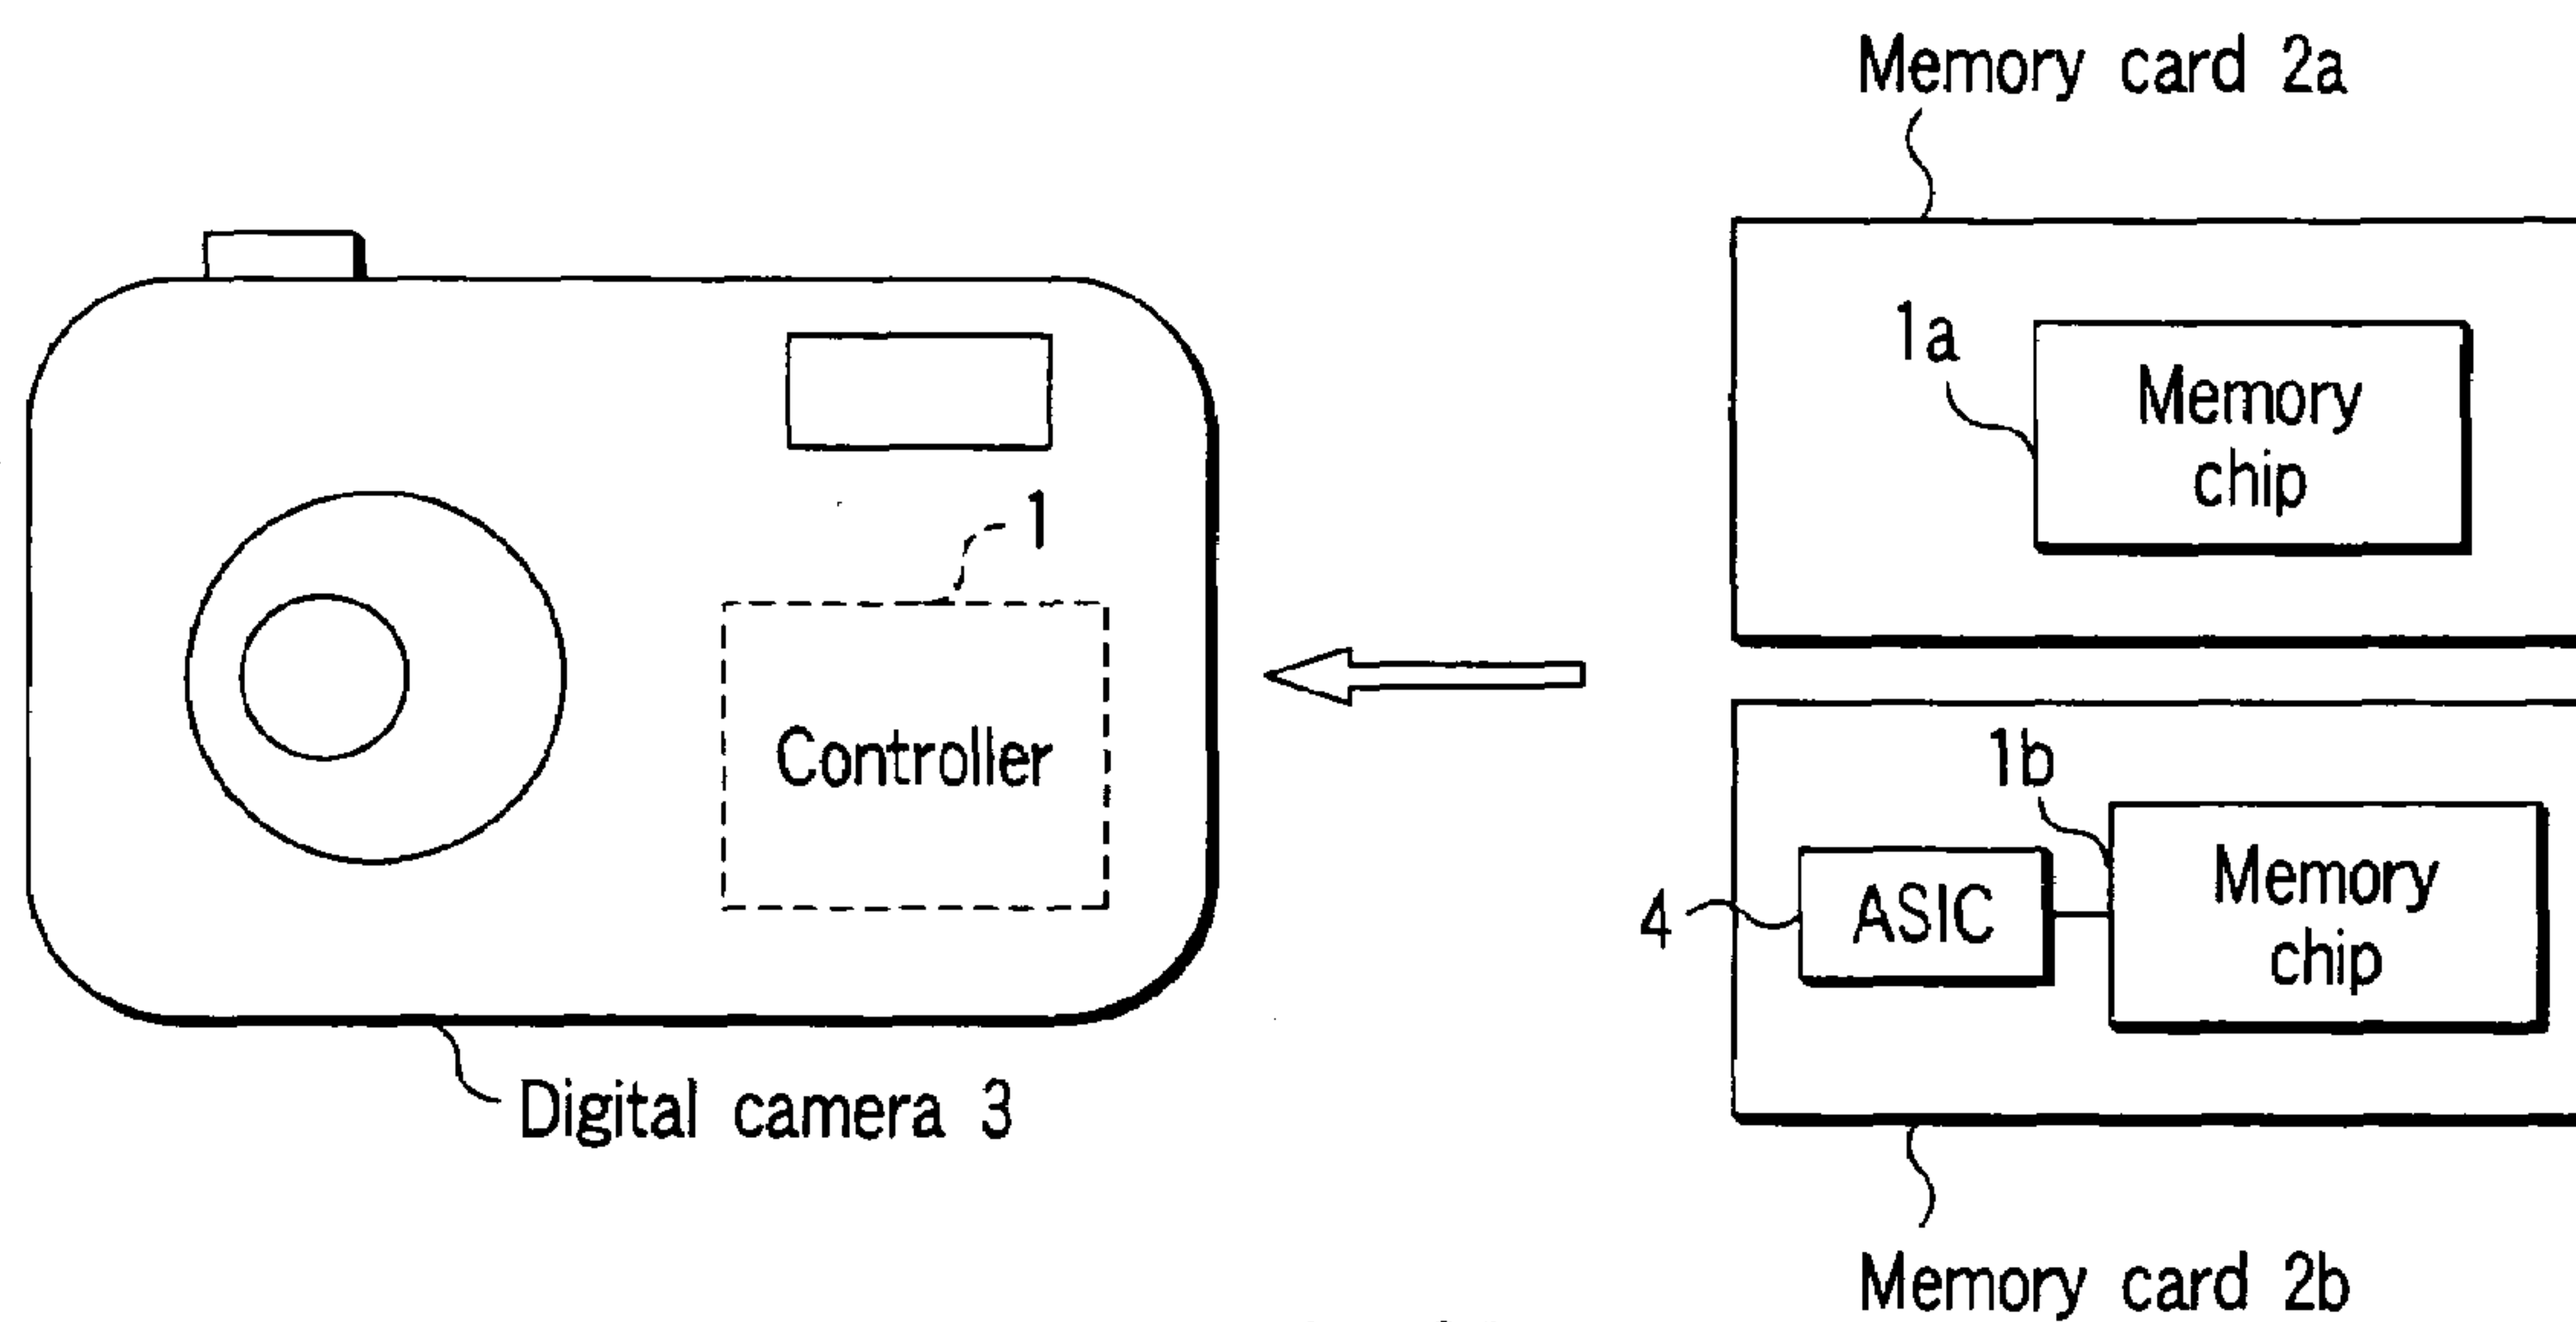 Memory card 2a
1a
Memory
chip
1
Controller
1b
Memory
chip
4
ASIC
Digital camera 3
Memory card 2b